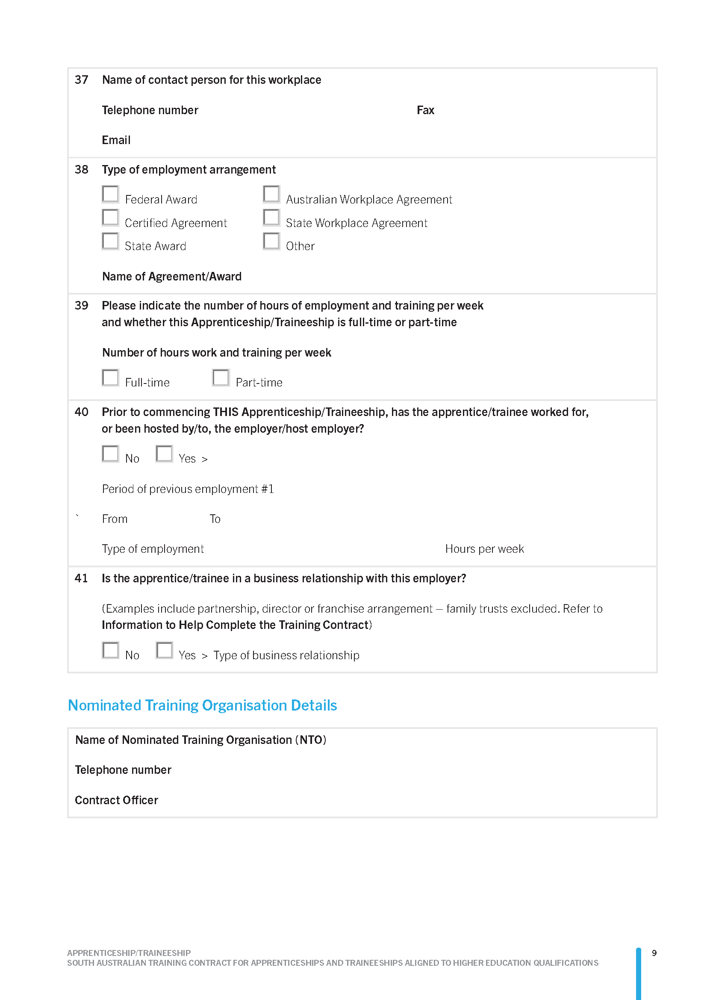 37 Name of contact person for this workplace
Telephone number Fax
Email
38 Type of employment arrangement
Federal Award Australian Workplace Agreement
Certified Agreement State Workplace Agreement
State Award Other
Name of Agreement/Award
39 Please indicate the number of hours of employment and training per week
and whether this Apprenticeship/Traineeship is full-time or part-time
Number of hours work and training per week
Full-time Part-time
40 Prior to commencing THIS Apprenticeship/Traineeship, has the apprentice/trainee worked for,
or been hosted by/to, the employer/host employer?
No Yes >
Period of previous employment #1
` From To
Type of employment Hours per week
41 Is the apprentice/trainee in a business relationship with this employer?
(Examples include partnership, director or franchise arrangement – family trusts excluded. Refer to
Information to Help Complete the Training Contract)
No Yes > Type of business relationship
Nominated Training Organisation Details
Name of Nominated Training Organisation (NTO)
Telephone number
Contract Officer
APPRENTICESHIP/TRAINEESHIP 9
SOUTH AUSTRALIAN TRAINING CONTRACT FOR APPRENTICESHIPS AND TRAINEESHIPS ALIGNED TO HIGHER EDUCATION QUALIFICATIONS